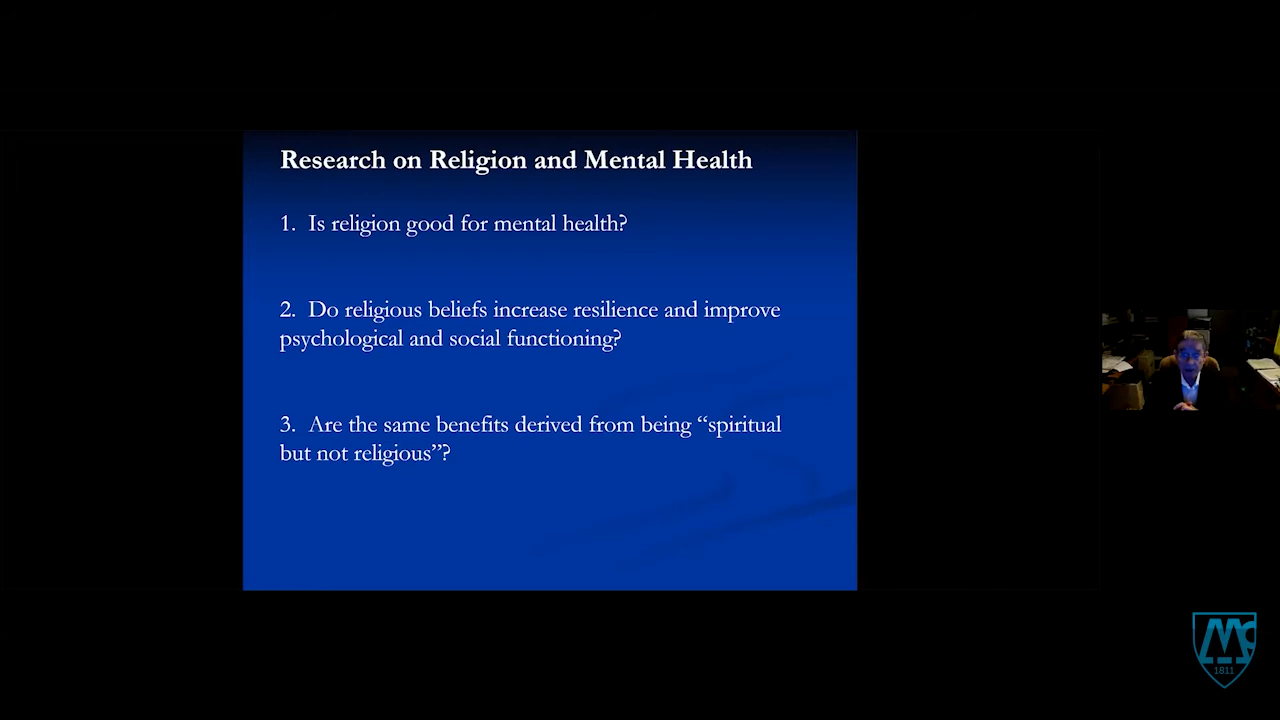 Research on Religion and Mental Health
1. Is religion good for mental health?
2. Do religious beliefs increase resilience and improve
psychological and social functioning?
3. Are the same benefits derived from being “spiritual
but not religious”?
Mc
1811